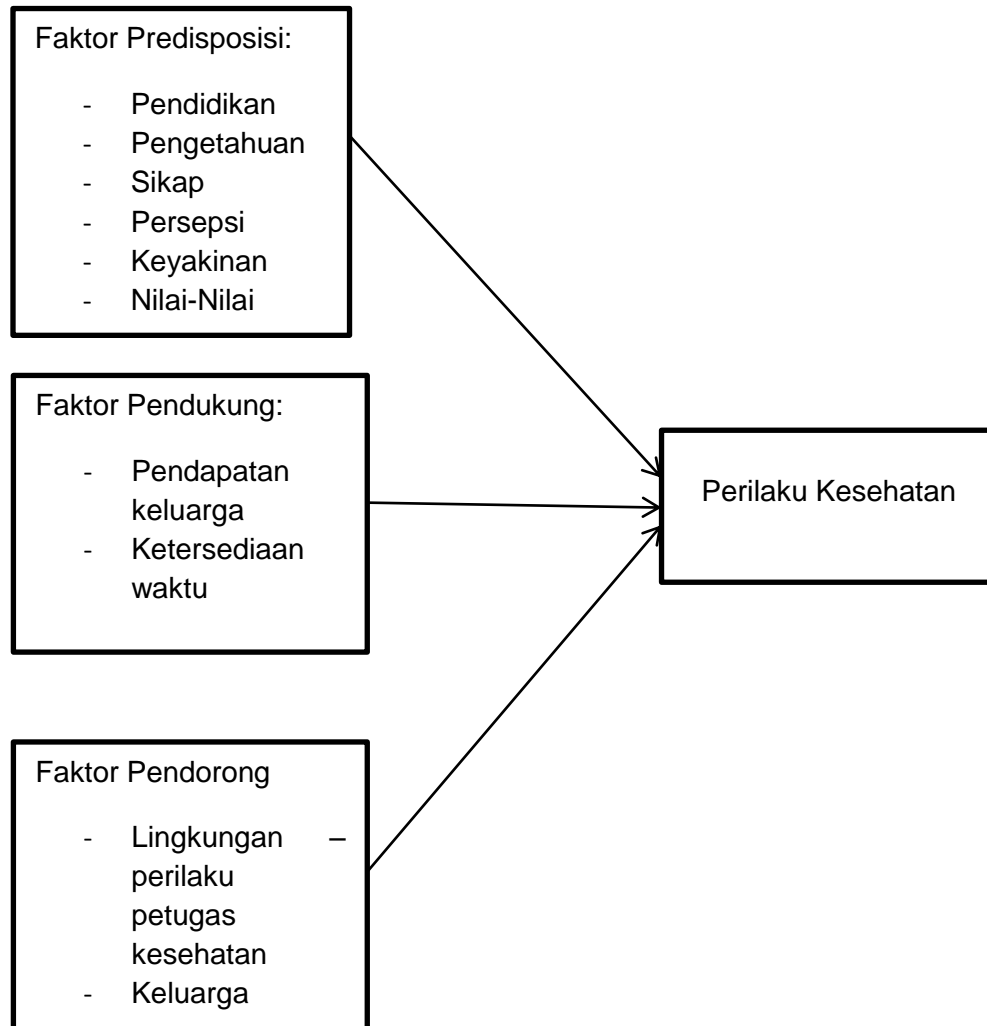 Faktor Predisposisi:
- Pendidikan
- Pengetahuan
- Sikap
- Persepsi
- Keyakinan
- Nilai-Nilai
Faktor Pendukung:
- Pendapatan
keluarga
- Ketersediaan
waktu
Perilaku Kesehatan
Faktor Pendorong
- Lingkungan –
perilaku
petugas
kesehatan
- Keluarga